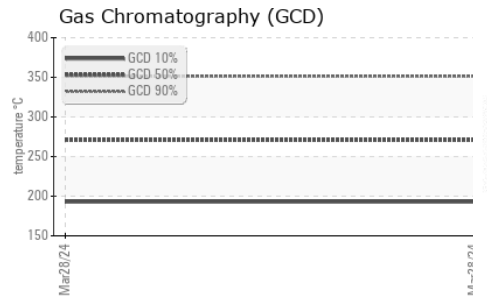 Gas Chromatography (GCD)
400
350
300
250
200
150
temperature °C
GCD 10%
GCD 50%
GCD 90%
Mar28/24